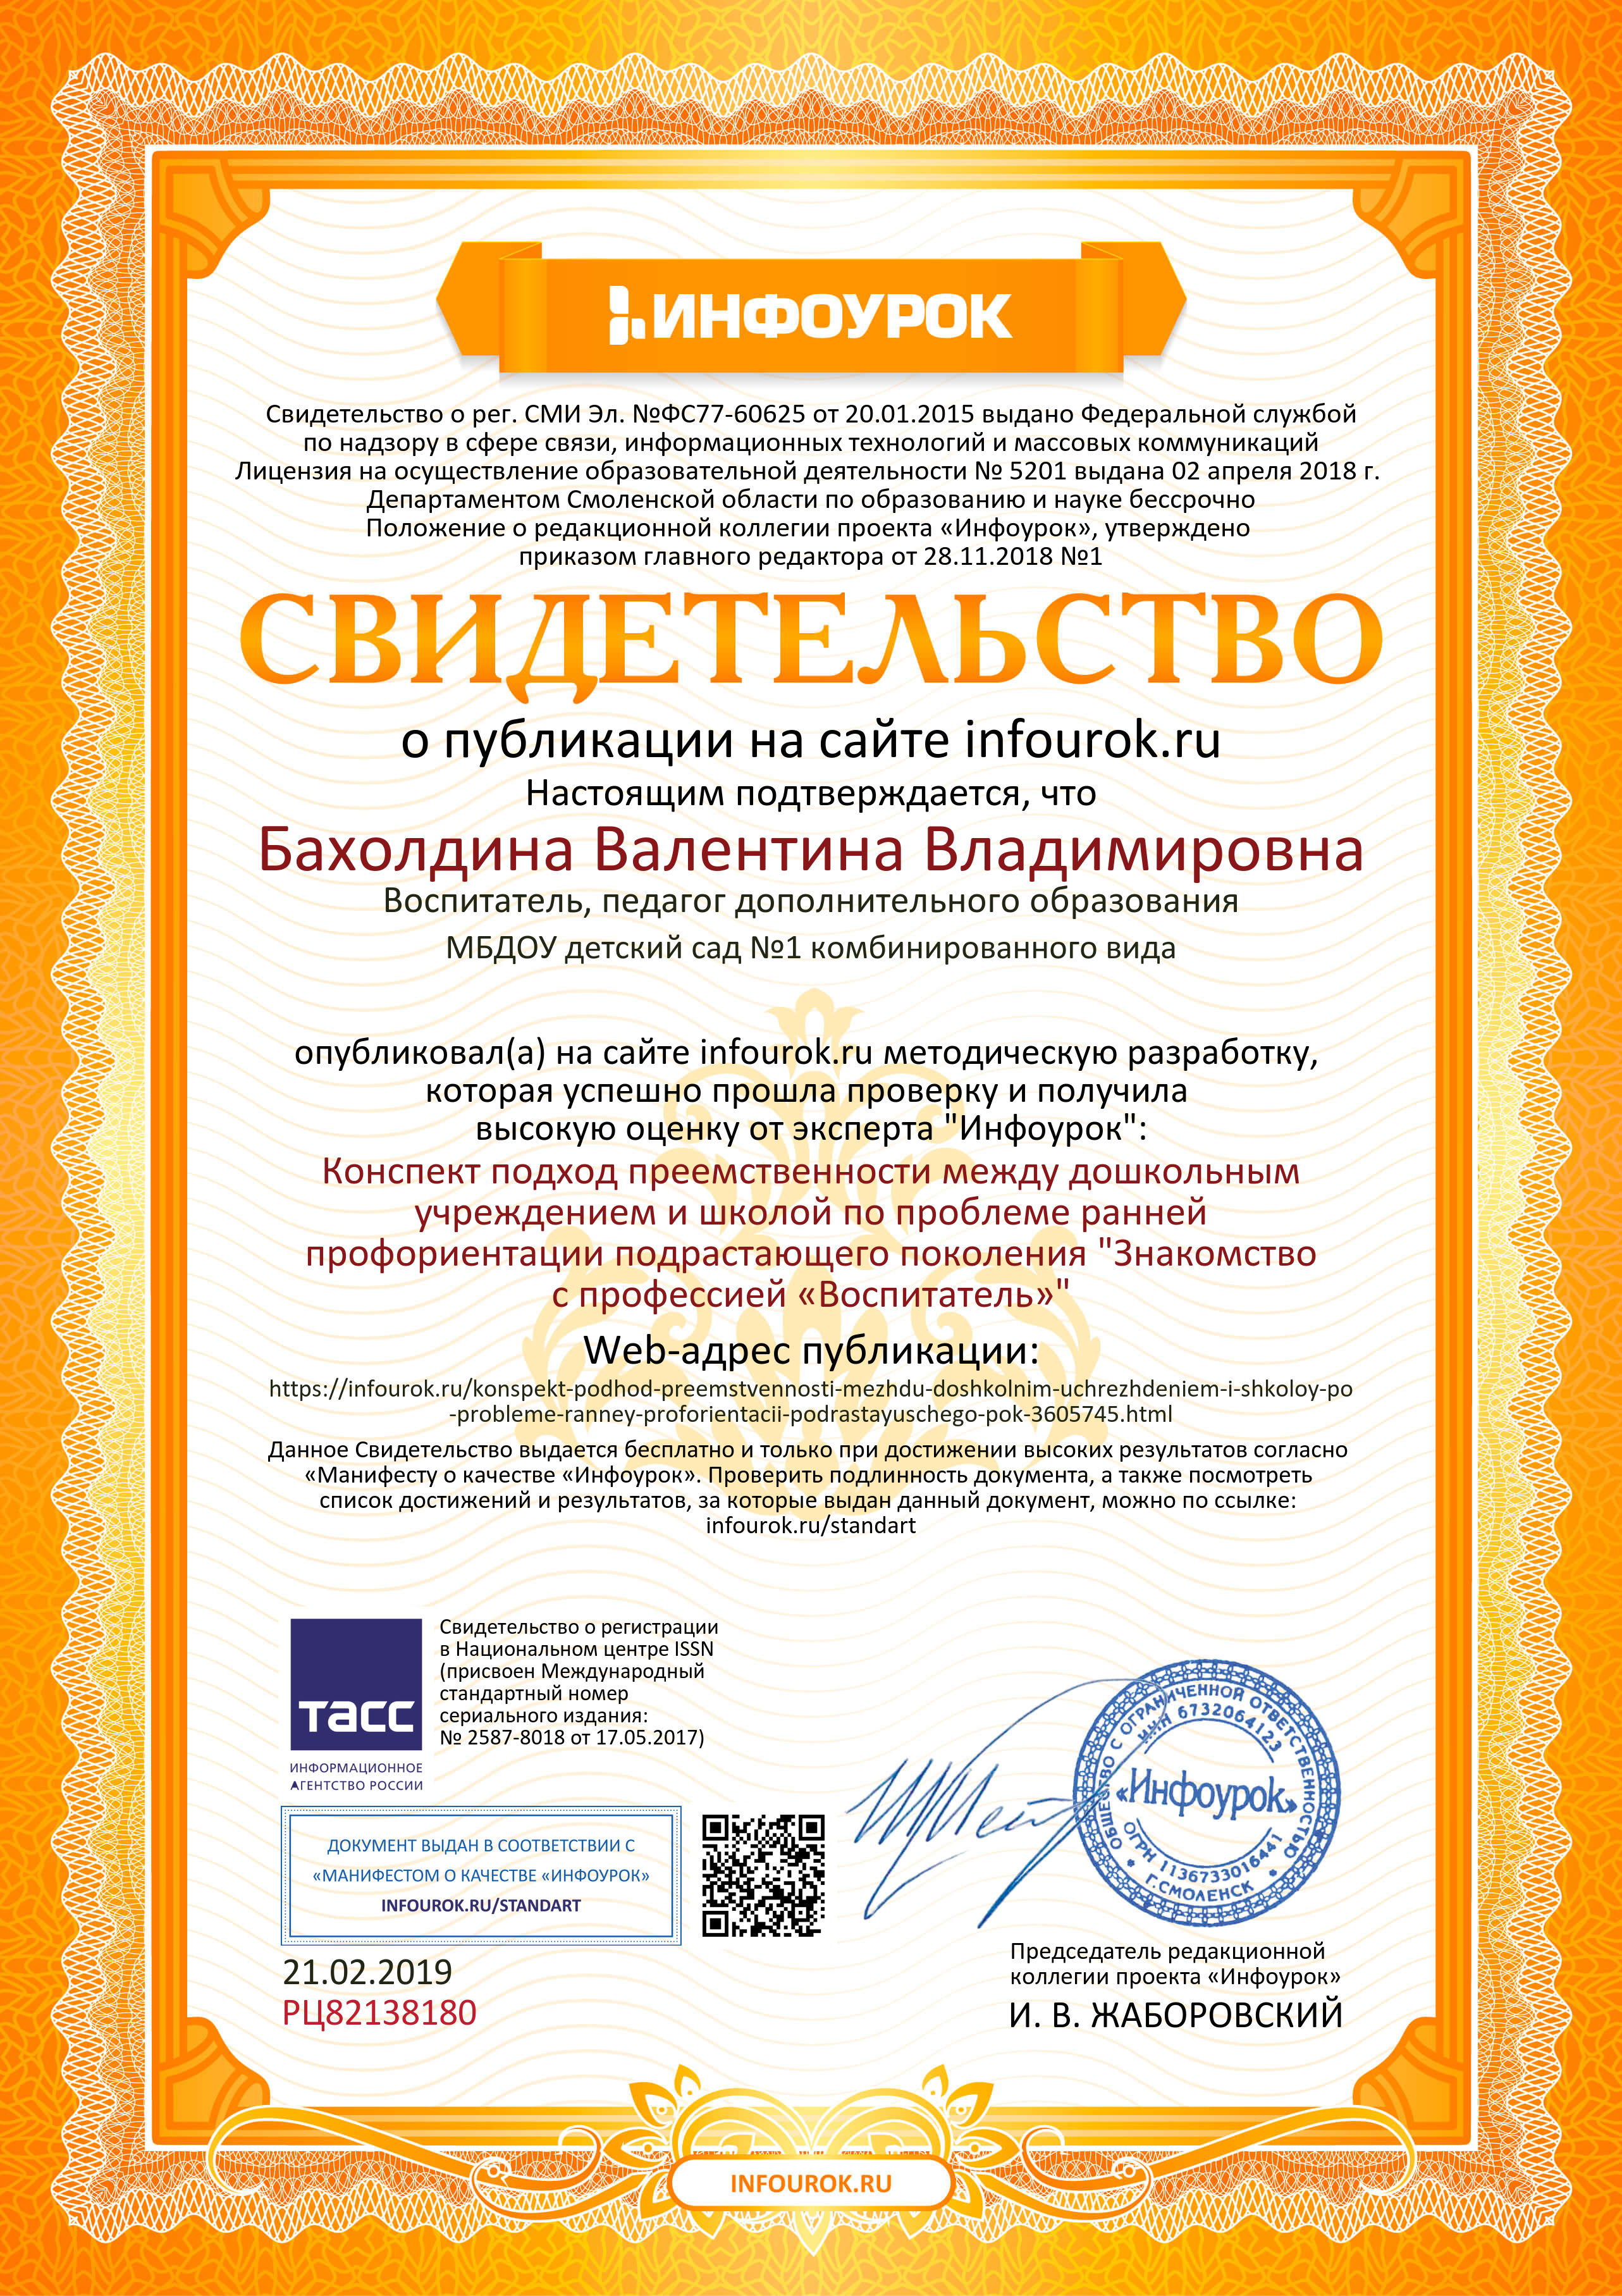 ИНФОУРОК
Свидетельство о рег. СМИ Эл. №ФС77-60625 от 20.01.2015 выдано Федеральной службой
по надзору в сфере связи, информационных технологий и массовых коммуникаций
Лицензия на осуществление образовательной деятельности № 5201 выдана 02 апреля 2018 г.
Департаментом Смоленской области по образованию и науке бессрочно
Положение о редакционной коллегии проекта «Инфоурок», утверждено
приказом главного редактора от 28.11.2018 №1
СВИДЕТЕЛЬСТВО
о публикации на сайте infourok.ru
Настоящим подтверждается, что
Бахолдина Валентина Владимировна
Воспитатель, педагог дополнительного образования
МБДОУ детский сад №1 комбинированного вида
опубликовал(а) на сайте infourok.ru методическую разработку,
которая успешно прошла проверку и получила
высокую оценку от эксперта "Инфоурок":
Конспект подход преемственности между дошкольным
учреждением и школой по проблеме ранней
профориентации подрастающего поколения "Знакомство
с профессией «Воспитатель»"
Web-адрес публикации:
https://infourok.ru/konspekt-podhod-preemstvennosti-mezhdu-doshkolnim-uchrezhdeniem-i-shkoloy-po
-probleme-ranney-proforientacii-podrastayuschego-pok-3605745.html
Данное Свидетельство выдается бесплатно и только при достижении высоких результатов согласно
«Манифесту о качестве «Инфоурок». Проверить подлинность документа, а также посмотреть
список достижений и результатов, за которые выдан данный документ, можно по ссылке:
infourok.ru/standart
ТАСС
ИНФОРМАЦИОННОЕ
АГЕНТСТВО РОССИИ
Свидетельство о регистрации
в Национальном центре ISSN
(присвоен Международный
стандартный номер
сериального издания:
№ 2587-8018 от 17.05.2017)
ДОКУМЕНТ ВЫДАН В СООТВЕТСТВИИ С
«МАНИФЕСТОМ О КАЧЕСТВЕ «ИНФОУРОК»
INFOUROK.RU/STANDART
21.02.2019
РЦ82138180
ОБЩЕСТВО С ОГРАНИЧЕННОЙ ОТВЕТСТВЕННОСТЬЮ
ИНН 6732064123
«Инфоурок»
ОГРН 1136733016441
Г.СМОЛЕНСК
Председатель редакционной
коллегии проекта «Инфоурок»
И. В. ЖАБОРОВСКИЙ
INFOUROK.RU